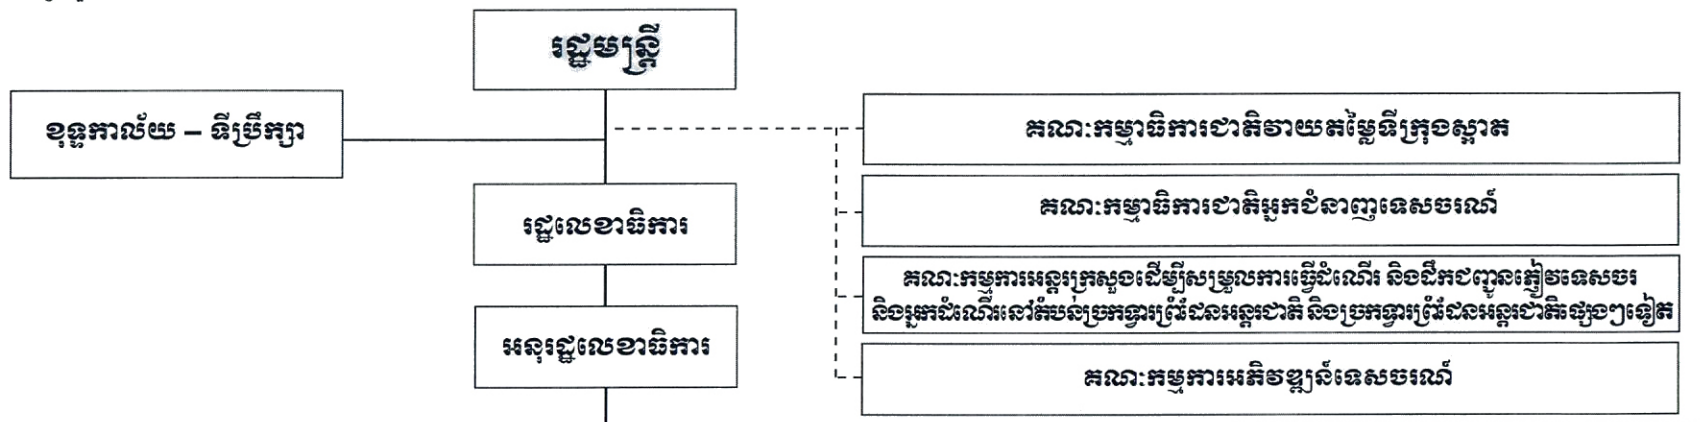 រដ្ឋមន្ត្រី
ខុទ្ទកាល័យ – ទីប្រឹក្សា
គណៈកម្មាធិការជាតិវាយតម្លៃទីក្រុងស្អាត
រដ្ឋលេខាធិការ
គណៈកម្មាធិការជាតិអ្នកជំនាញទេសចរណ៍
គណៈកម្មការអន្តរក្រសួងដើម្បីសម្រួលការធ្វើដំណើរ និងដឹកជញ្ជូនភ្ញៀវទេសចរ
និងអ្នកដំណើរនៅតំបន់ច្រកទ្វារព្រំដែនអន្តរជាតិ និងច្រកទ្វារព្រំដែនអន្តរជាតិផ្សេងៗទៀត
អនុរដ្ឋលេខាធិការ
គណៈកម្មការអភិវឌ្ឍន៍ទេសចរណ៍